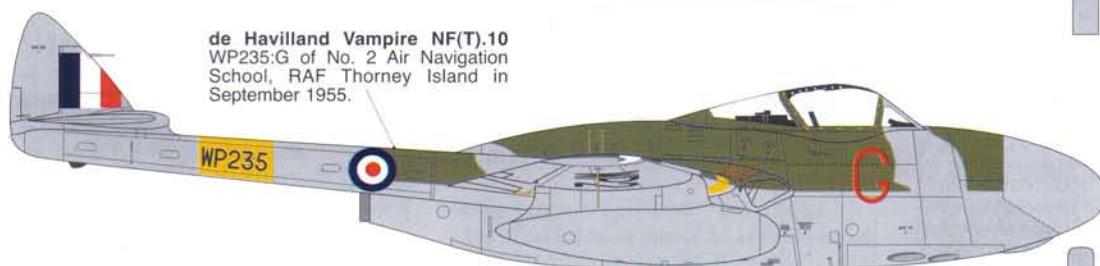 de Havilland Vampire NF(T).10
WP235:G of No. 2 Air Navigation
School, RAF Thorney Island in
September 1955.
WP235
G